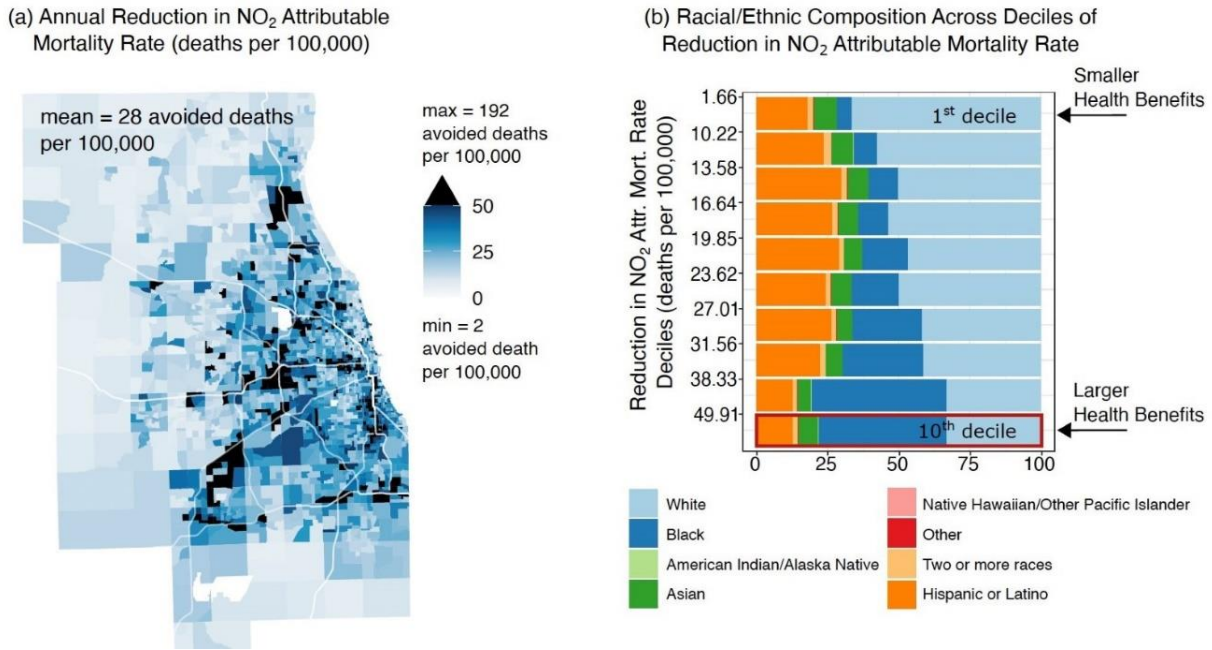 (a) Annual Reduction in NO₂ Attributable
Mortality Rate (deaths per 100,000)
mean = 28 avoided deaths
per 100,000
max = 192
avoided deaths
per 100,000
50
25
0
min = 2
avoided death
per 100,000
(b) Racial/Ethnic Composition Across Deciles of
Reduction in NO₂ Attributable Mortality Rate
Reduction in NO₂ Attr. Mort. Rate
Deciles (deaths per 100,000)
1.66
10.22
13.58
16.64
19.85
23.62
27.01
31.56
38.33
49.91
1st decile
10th decile
Smaller
Health Benefits
Larger
Health Benefits
0
25
50
75
100
White
Black
American Indian/Alaska Native
Asian
Native Hawaiian/Other Pacific Islander
Other
Two or more races
Hispanic or Latino